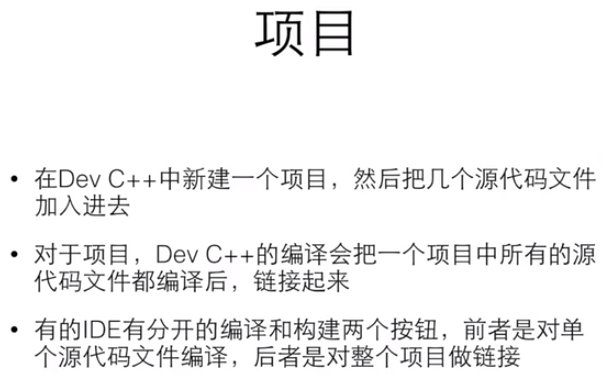 项目
• 在Dev C++中新建一个项目，然后把几个源代码文件
加入进去
• 对于项目，Dev C++的编译会把一个项目中所有的源
代码文件都编译后，链接起来
• 有的IDE有分开的编译和构建两个按钮，前者是对单
个源代码文件编译，后者是对整个项目做链接